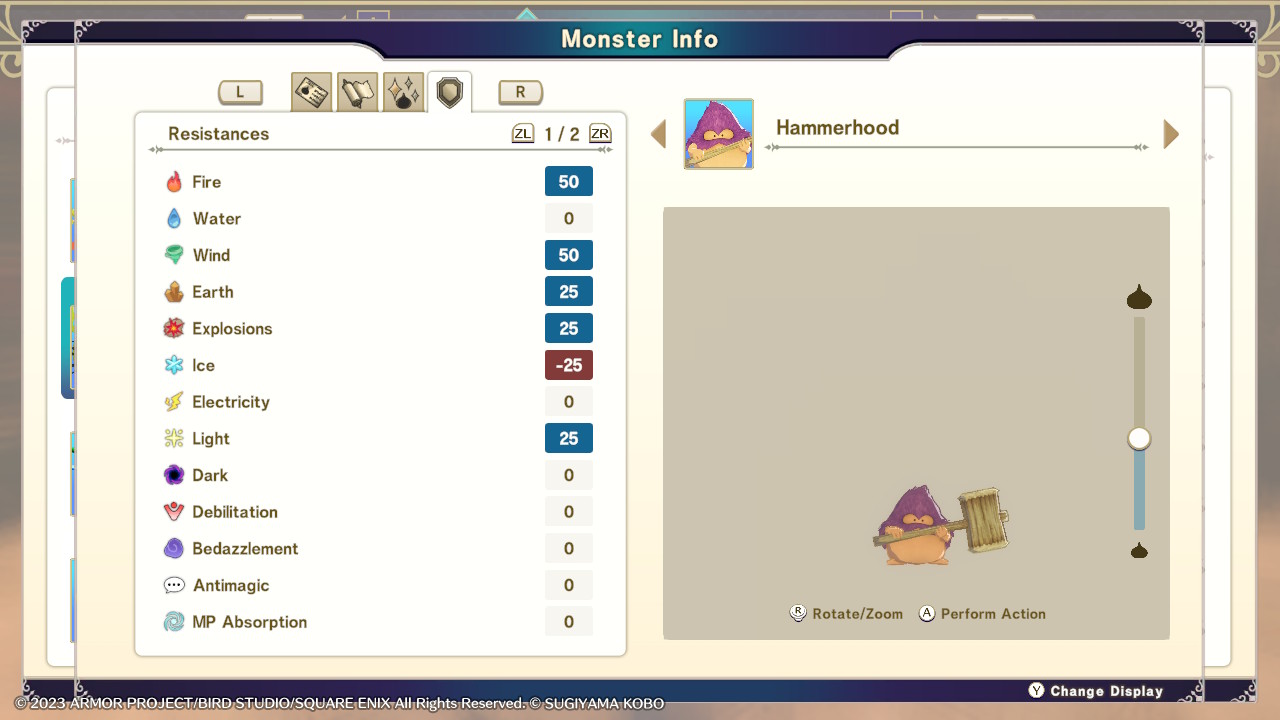 Monster Info
L
R
Resistances
ZL 1 / 2 ZR
Hammerhood
Fire 50
Water 0
Wind 50
Earth 25
Explosions 25
Ice -25
Electricity 0
Light 25
Dark 0
Debilitation 0
Bedazzlement 0
Antimagic 0
MP Absorption 0
R Rotate/Zoom A Perform Action
Y Change Display
© 2023 ARMOR PROJECT/BIRD STUDIO/SQUARE ENIX All Rights Reserved. © SUGIYAMA KOBO